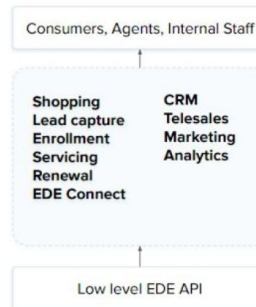 Consumers, Agents, Internal Staff
Shopping
Lead capture
Enrollment
Servicing
Renewal
EDE Connect
CRM
Telesales
Marketing
Analytics
Low level EDE API